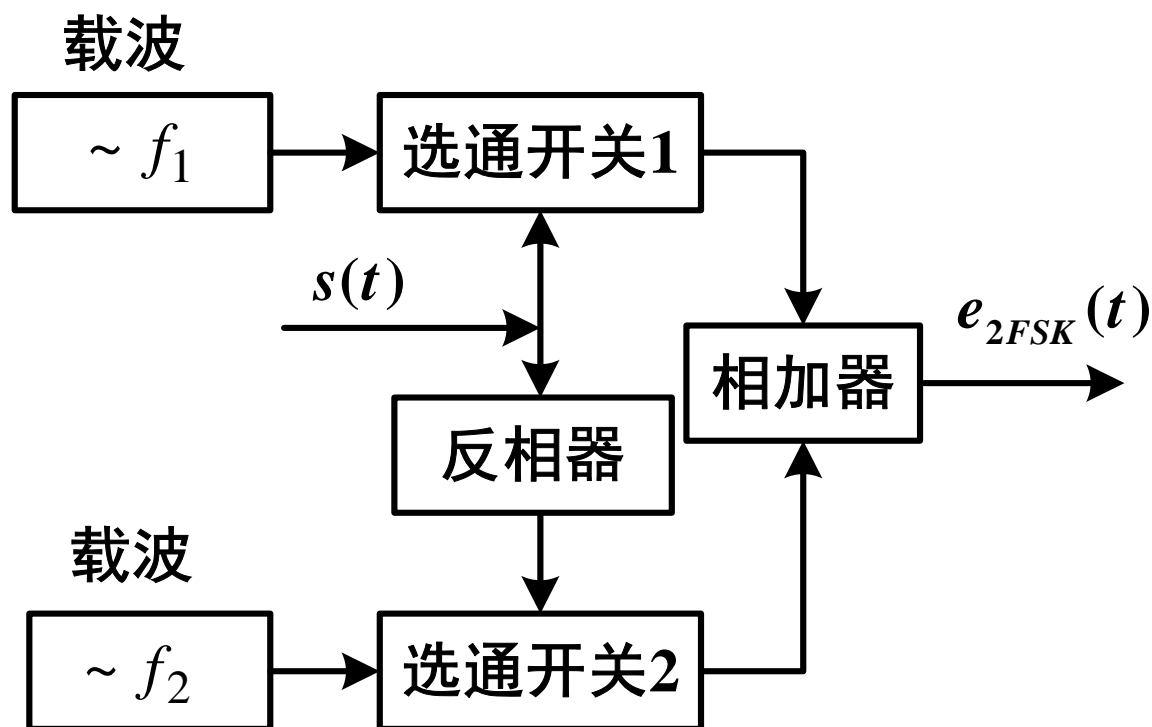 载波
~ f₁
选通开关1
s(t)
e₂FSK(t)
相加器
反相器
载波
~ f₂
选通开关2